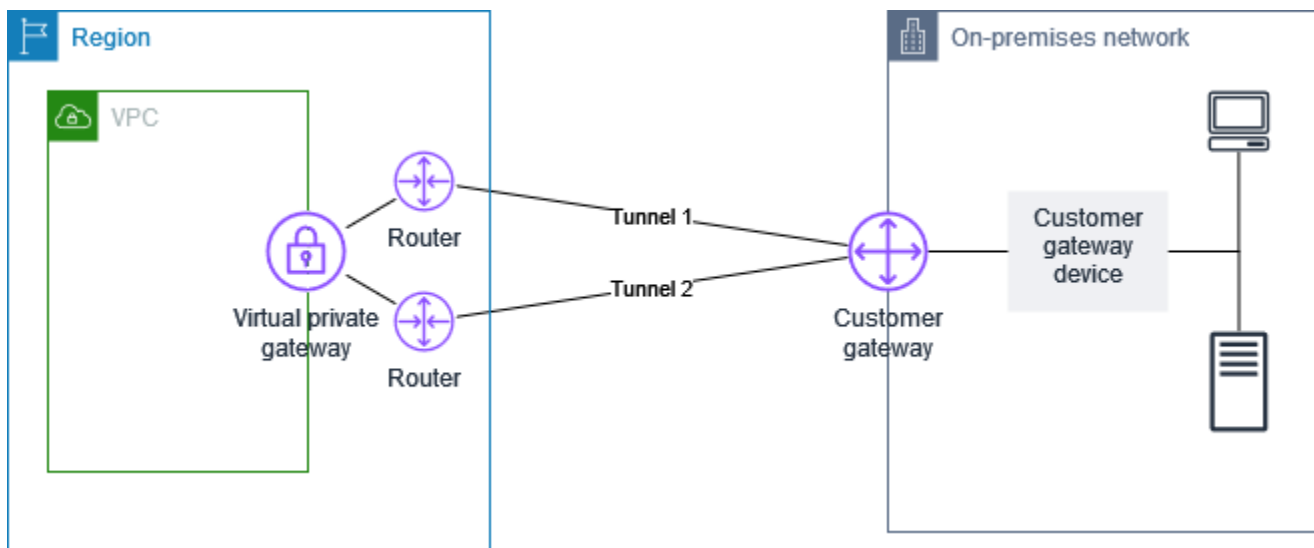 Region
On-premises network
VPC
Router
Tunnel 1
Customer
gateway
device
Virtual private
gateway
Tunnel 2
Customer
gateway
Router